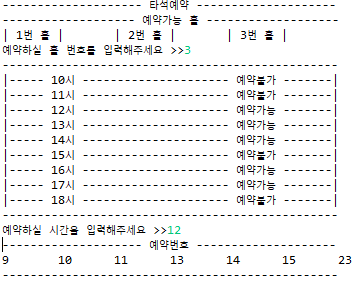 ------------------- 타석예약 -------------------
------------------- 예약가능 홀 -------------------
| 1번 홀 | | 2번 홀 | | 3번 홀 |
예약하실 홀 번호를 입력해주세요 >>3
------------------------------------------------
|----- 10시 --------------------- 예약불가 -------|
|----- 11시 --------------------- 예약불가 -------|
|----- 12시 --------------------- 예약가능 -------|
|----- 13시 --------------------- 예약가능 -------|
|----- 14시 --------------------- 예약가능 -------|
|----- 15시 --------------------- 예약불가 -------|
|----- 16시 --------------------- 예약가능 -------|
|----- 17시 --------------------- 예약가능 -------|
|----- 18시 --------------------- 예약불가 -------|
------------------------------------------------
예약하실 시간을 입력해주세요 >>12
-------------------- 예약번호 --------------------
9 10 11 13 14 15 23
------------------------------------------------